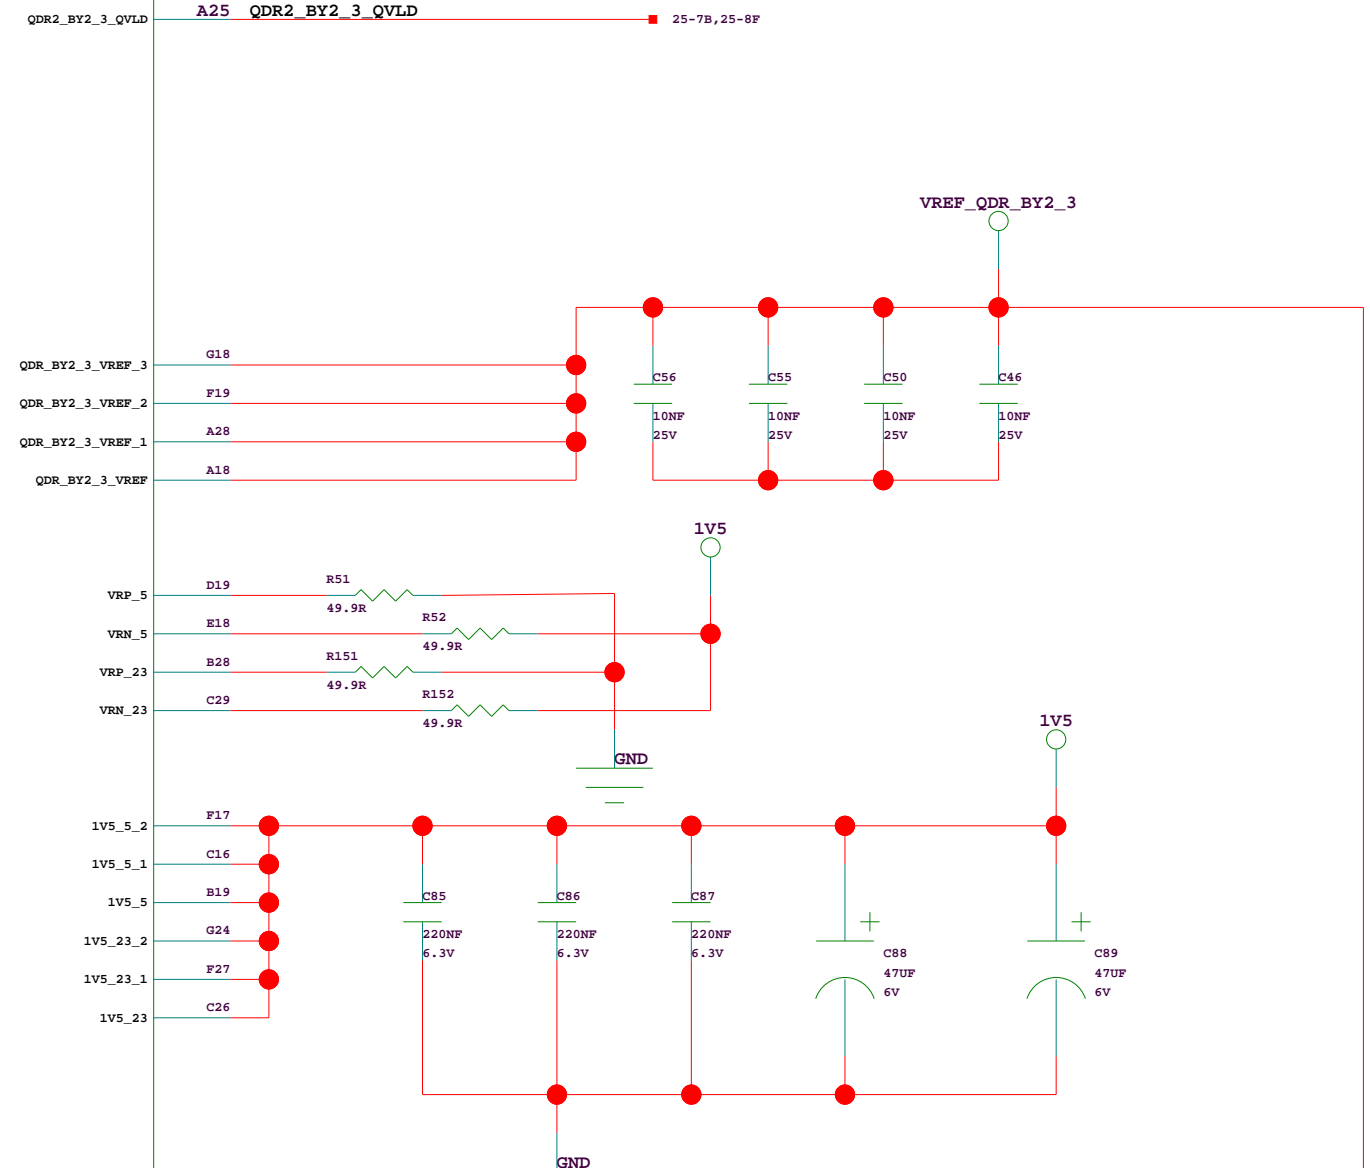 QDR2_BY2_3_QVLD A25 QDR2_BY2_3_QVLD 25-7B,25-8F
VREF_QDR_BY2_3
QDR_BY2_3_VREF_3 G18
C56 C55 C50 C46
QDR_BY2_3_VREF_2 F19
10NF 10NF 10NF 10NF
QDR_BY2_3_VREF_1 A28
25V 25V 25V 25V
QDR_BY2_3_VREF A18
1V5
VRP_5 D19 R51
49.9R
VRN_5 E18 R52
49.9R
VRP_23 B28 R151
49.9R
VRN_23 C29 R152
49.9R
1V5
GND
1V5_5_2 F17
1V5_5_1 C16
1V5_5 B19
C85 C86 C87
1V5_23_2 G24
220NF 220NF 220NF
6.3V 6.3V 6.3V
C88 C89
1V5_23_1 F27
47UF 47UF
6V 6V
1V5_23 C26
GND